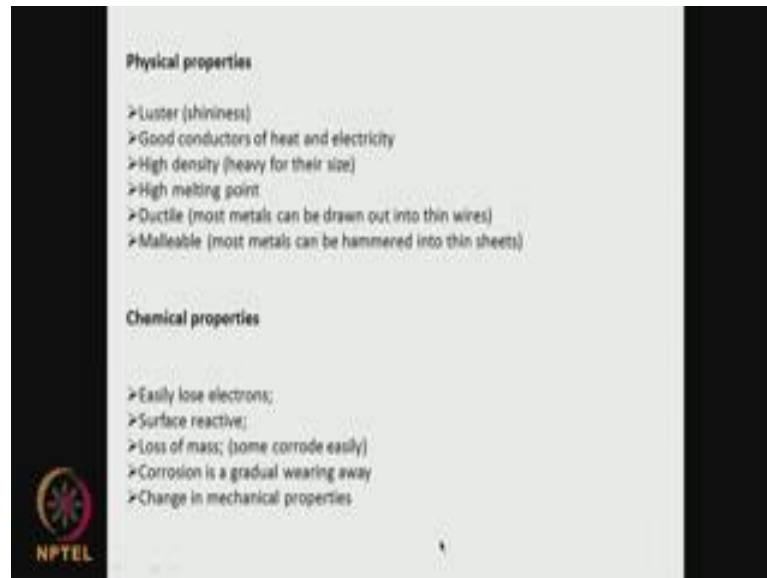 Physical properties
➢Luster (shininess)
➢Good conductors of heat and electricity
➢High density (heavy for their size)
➢High melting point
➢Ductile (most metals can be drawn out into thin wires)
➢Malleable (most metals can be hammered into thin sheets)
Chemical properties
➢Easily lose electrons;
➢Surface reactive;
➢Loss of mass; (some corrode easily)
➢Corrosion is a gradual wearing away
➢Change in mechanical properties
NPTEL